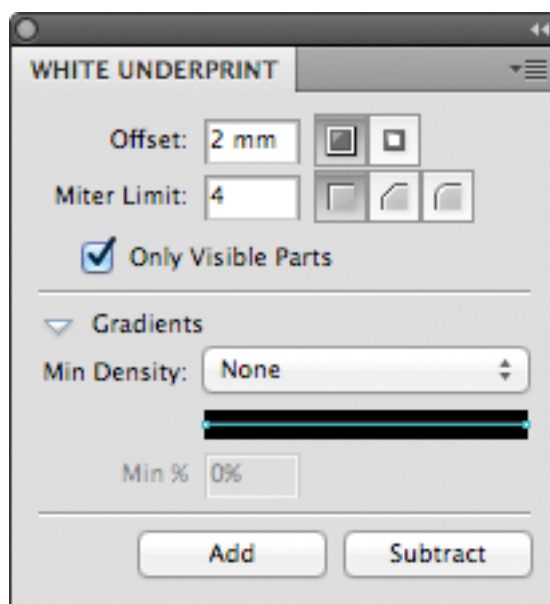 WHITE UNDERPRINT
Offset: 2 mm
Miter Limit: 4
Only Visible Parts
Gradients
Min Density: None
Min % 0%
Add Subtract